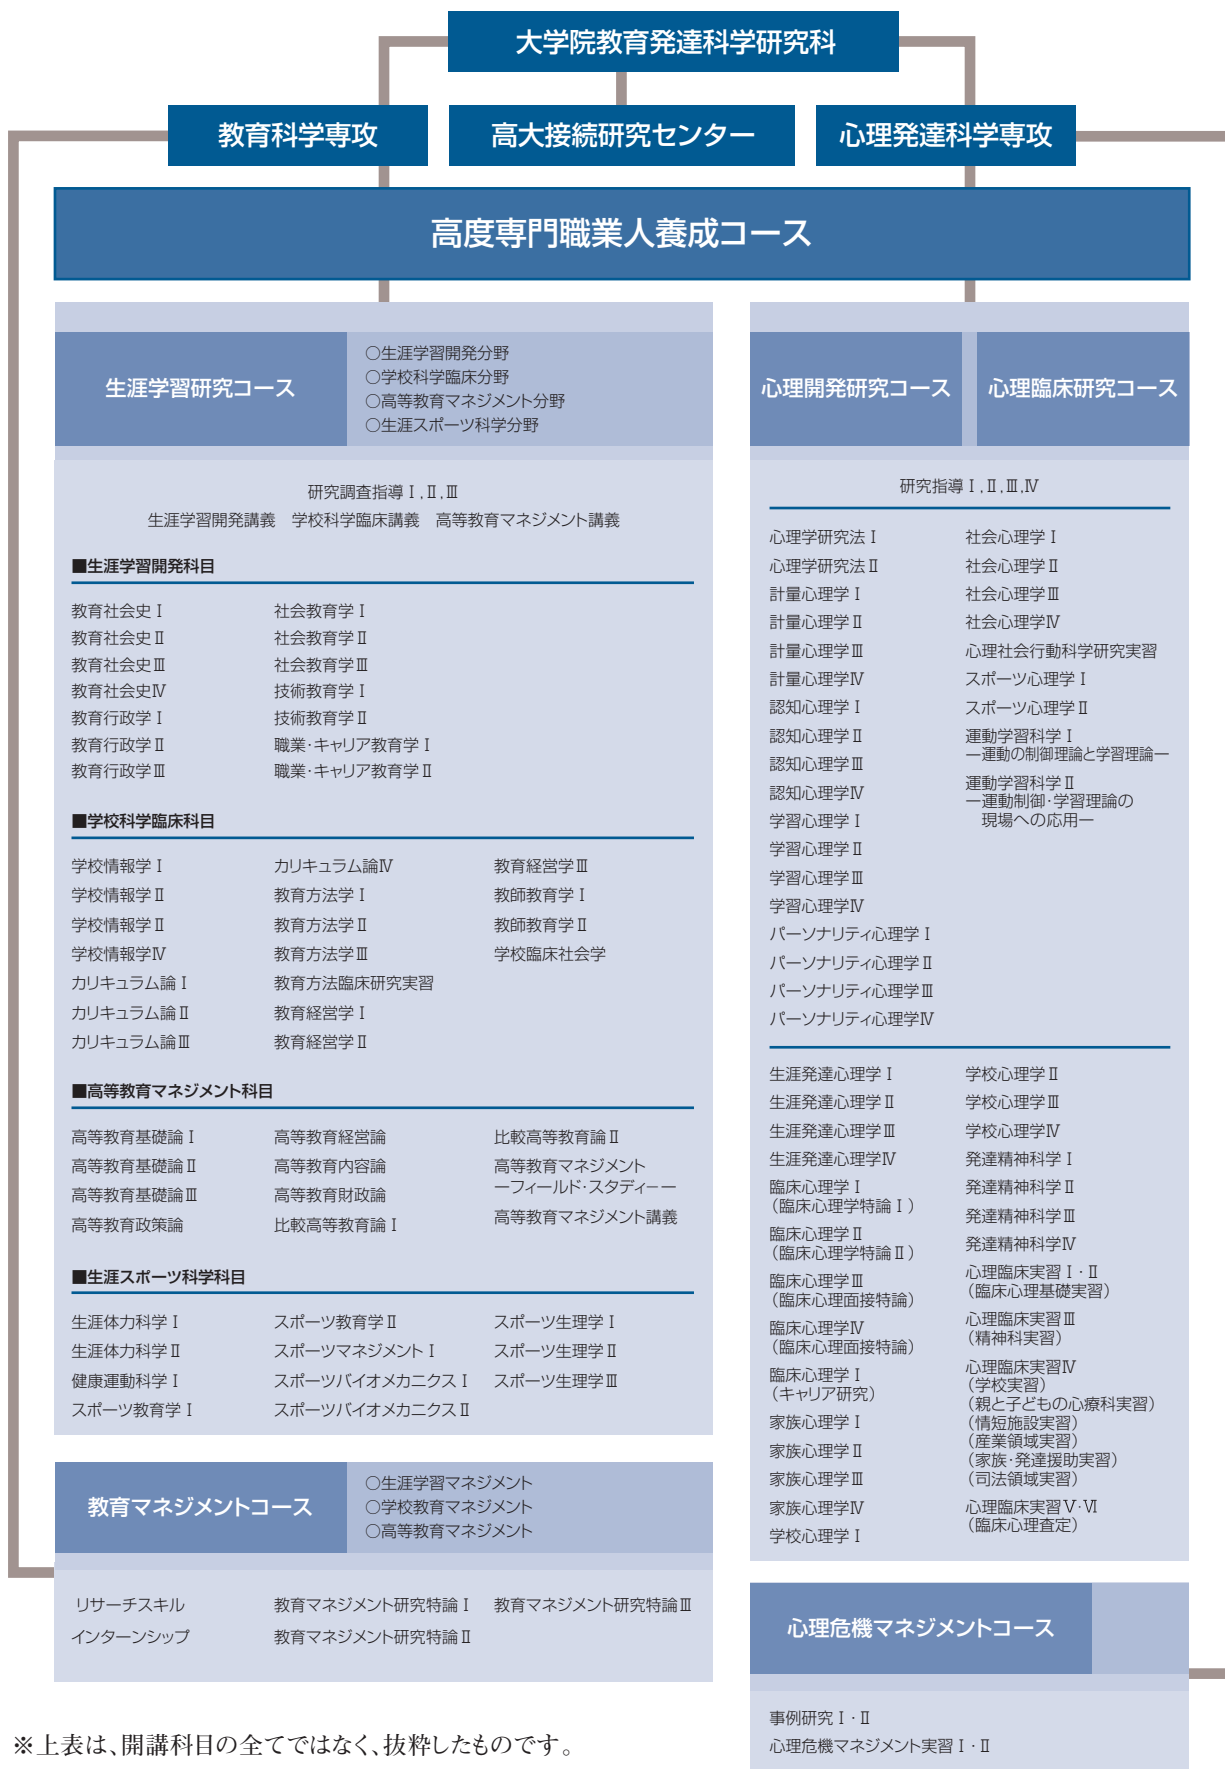 大学院教育発達科学研究科
教育科学専攻
高大接続研究センター
心理発達科学専攻
高度専門職業人養成コース
生涯学習研究コース
○生涯学習開発分野
○学校科学臨床分野
○高等教育マネジメント分野
○生涯スポーツ科学分野
研究調査指導Ⅰ,Ⅱ,Ⅲ
生涯学習開発講義　学校科学臨床講義　高等教育マネジメント講義
■生涯学習開発科目
教育社会史Ⅰ
教育社会史Ⅱ
教育社会史Ⅲ
教育社会史Ⅳ
教育行政学Ⅰ
教育行政学Ⅱ
教育行政学Ⅲ
社会教育学Ⅰ
社会教育学Ⅱ
社会教育学Ⅲ
技術教育学Ⅰ
技術教育学Ⅱ
職業・キャリア教育学Ⅰ
職業・キャリア教育学Ⅱ
■学校科学臨床科目
学校情報学Ⅰ
学校情報学Ⅱ
学校情報学Ⅱ
学校情報学Ⅳ
カリキュラム論Ⅰ
カリキュラム論Ⅱ
カリキュラム論Ⅲ
カリキュラム論Ⅳ
教育方法学Ⅰ
教育方法学Ⅱ
教育方法学Ⅲ
教育方法臨床研究実習
教育経営学Ⅰ
教育経営学Ⅱ
教育経営学Ⅲ
教師教育学Ⅰ
教師教育学Ⅱ
学校臨床社会学
■高等教育マネジメント科目
高等教育基礎論Ⅰ
高等教育基礎論Ⅱ
高等教育基礎論Ⅲ
高等教育政策論
高等教育経営論
高等教育内容論
高等教育財政論
比較高等教育論Ⅰ
比較高等教育論Ⅱ
高等教育マネジメント
ーフィールド・スタディーー
高等教育マネジメント講義
■生涯スポーツ科学科目
生涯体力科学Ⅰ
生涯体力科学Ⅱ
健康運動科学Ⅰ
スポーツ教育学Ⅰ
スポーツ教育学Ⅱ
スポーツマネジメントⅠ
スポーツバイオメカニクスⅠ
スポーツバイオメカニクスⅡ
スポーツ生理学Ⅰ
スポーツ生理学Ⅱ
スポーツ生理学Ⅲ
教育マネジメントコース
○生涯学習マネジメント
○学校教育マネジメント
○高等教育マネジメント
リサーチスキル
インターンシップ
教育マネジメント研究特論Ⅰ
教育マネジメント研究特論Ⅱ
教育マネジメント研究特論Ⅲ
心理開発研究コース
心理臨床研究コース
研究指導Ⅰ,Ⅱ,Ⅲ,Ⅳ
心理学研究法Ⅰ
心理学研究法Ⅱ
計量心理学Ⅰ
計量心理学Ⅱ
計量心理学Ⅲ
計量心理学Ⅳ
認知心理学Ⅰ
認知心理学Ⅱ
認知心理学Ⅲ
認知心理学Ⅳ
学習心理学Ⅰ
学習心理学Ⅱ
学習心理学Ⅲ
学習心理学Ⅳ
パーソナリティ心理学Ⅰ
パーソナリティ心理学Ⅱ
パーソナリティ心理学Ⅲ
パーソナリティ心理学Ⅳ
社会心理学Ⅰ
社会心理学Ⅱ
社会心理学Ⅲ
社会心理学Ⅳ
心理社会行動科学研究実習
スポーツ心理学Ⅰ
スポーツ心理学Ⅱ
運動学習科学Ⅰ
ー運動の制御理論と学習理論ー
運動学習科学Ⅱ
ー運動制御・学習理論の
現場への応用ー
生涯発達心理学Ⅰ
生涯発達心理学Ⅱ
生涯発達心理学Ⅲ
生涯発達心理学Ⅳ
臨床心理学Ⅰ
（臨床心理学特論Ⅰ）
臨床心理学Ⅱ
（臨床心理学特論Ⅱ）
臨床心理学Ⅲ
（臨床心理面接特論）
臨床心理学Ⅳ
（臨床心理面接特論）
臨床心理学Ⅰ
（キャリア研究）
家族心理学Ⅰ
家族心理学Ⅱ
家族心理学Ⅲ
家族心理学Ⅳ
学校心理学Ⅰ
学校心理学Ⅱ
学校心理学Ⅲ
学校心理学Ⅳ
発達精神科学Ⅰ
発達精神科学Ⅱ
発達精神科学Ⅲ
発達精神科学Ⅳ
心理臨床実習Ⅰ・Ⅱ
（臨床心理基礎実習）
心理臨床実習Ⅲ
（精神科実習）
心理臨床実習Ⅳ
（学校実習）
（親と子どもの心療科実習）
（情短施設実習）
（産業領域実習）
（家族・発達援助実習）
（司法領域実習）
心理臨床実習Ⅴ・Ⅵ
（臨床心理査定）
心理危機マネジメントコース
事例研究Ⅰ・Ⅱ
心理危機マネジメント実習Ⅰ・Ⅱ
※上表は、開講科目の全てではなく、抜粋したものです。